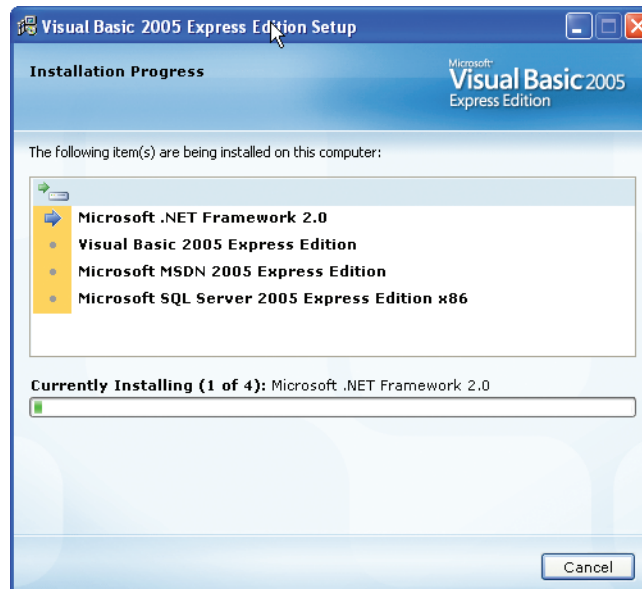 Visual Basic 2005 Express Edition Setup
Installation Progress
Microsoft
Visual Basic 2005
Express Edition
The following item(s) are being installed on this computer:
Microsoft .NET Framework 2.0
Visual Basic 2005 Express Edition
Microsoft MSDN 2005 Express Edition
Microsoft SQL Server 2005 Express Edition x86
Currently Installing (1 of 4): Microsoft .NET Framework 2.0
Cancel